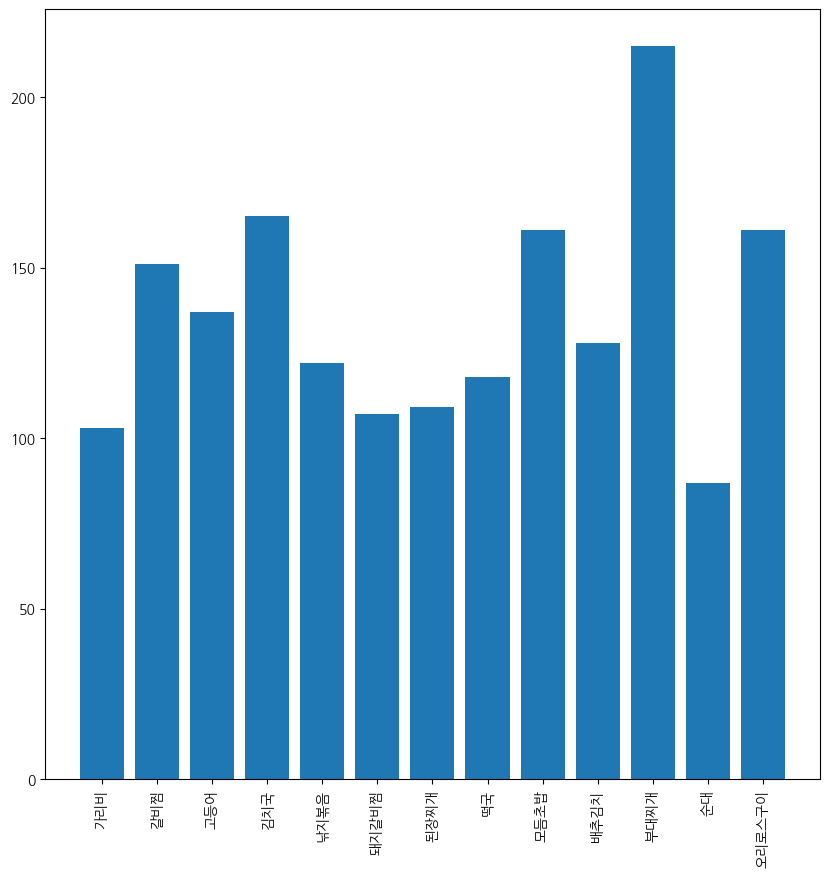 200
150
100
50
0
가리비
갈비찜
고등어
김치국
낚지볶음
돼지갈비찜
된장찌개
떡국
모듬초밥
배추김치
부대찌개
순대
오리로스구이